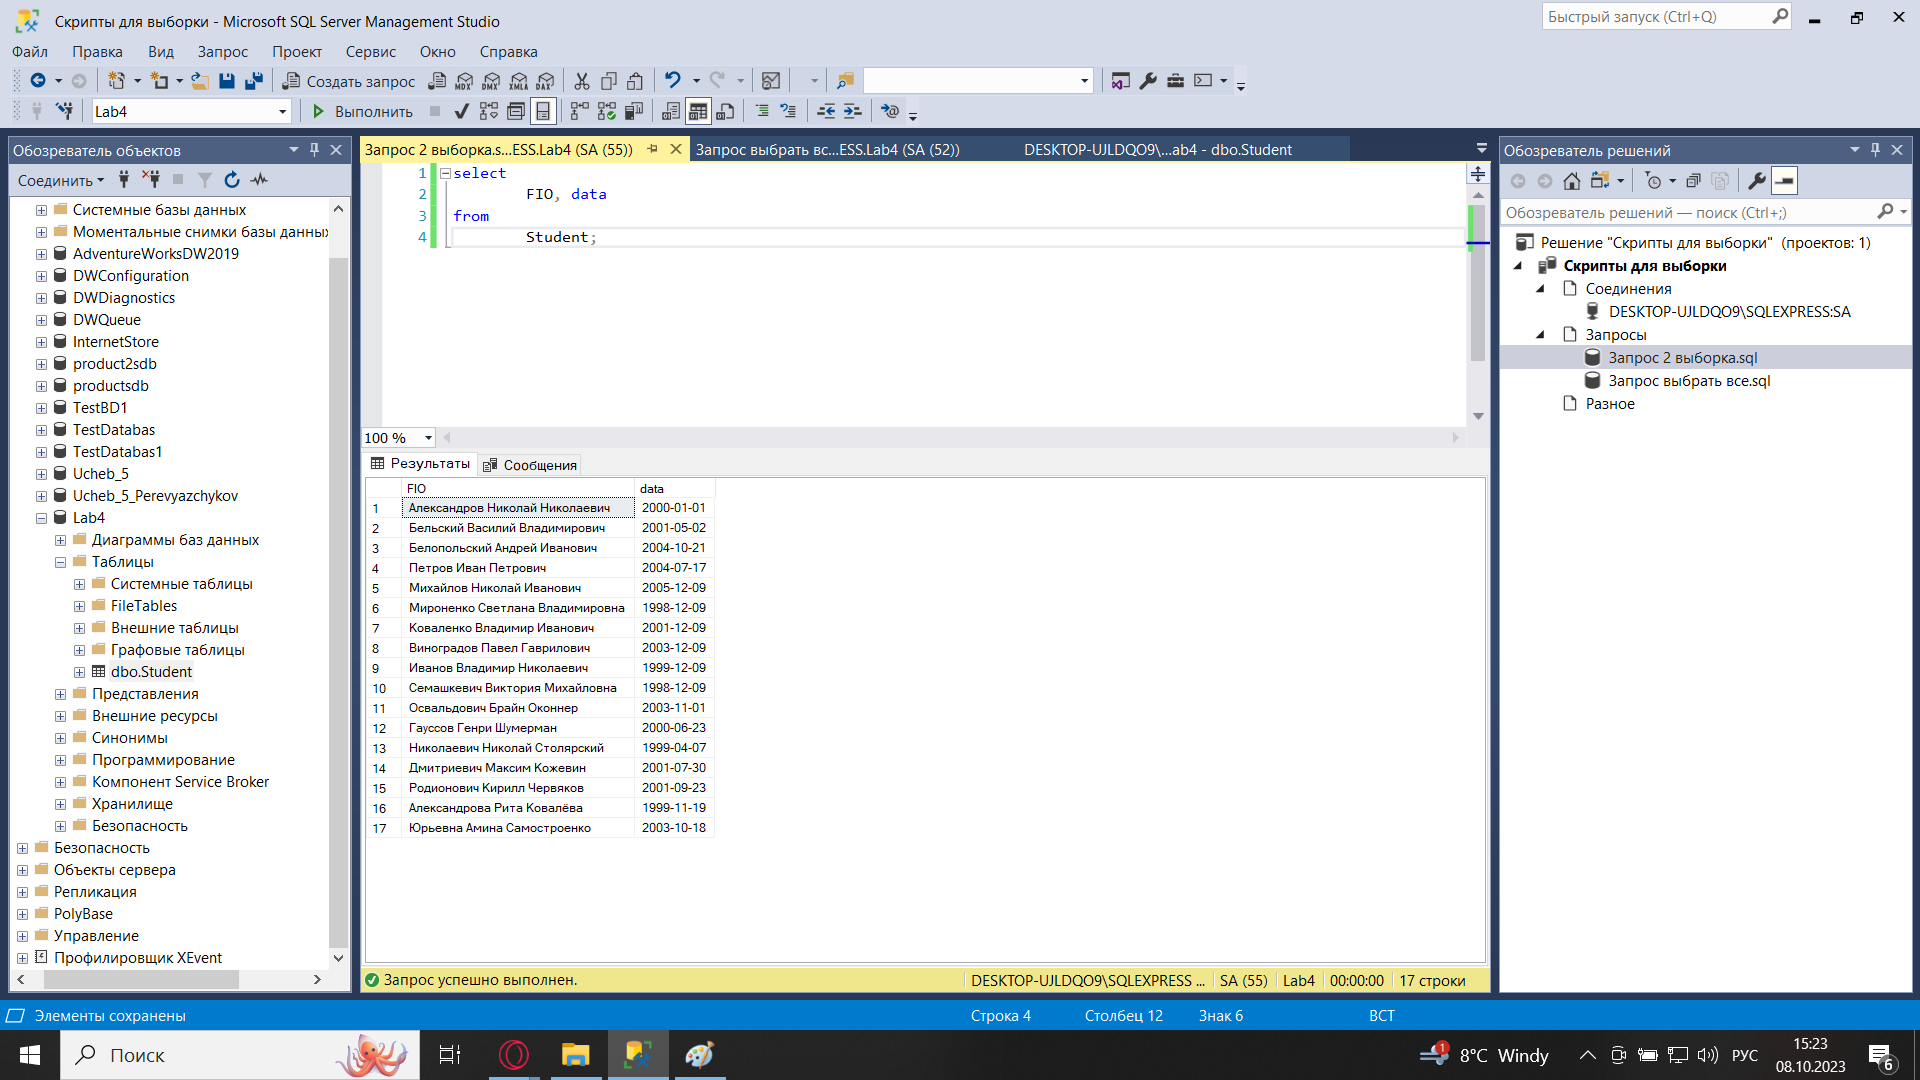 Скрипты для выборки - Microsoft SQL Server Management Studio
Быстрый запуск (Ctrl+Q)
Файл Правка Вид Запрос Проект Сервис Окно Справка
Создать запрос
MDX DMX XMLA DAX
Lab4
Выполнить
Обозреватель объектов
Соединить
Системные базы данных
Моментальные снимки базы данны
AdventureWorksDW2019
DWConfiguration
DWDiagnostics
DWQueue
InternetStore
product2sdb
productsdb
TestBD1
TestDatabas
TestDatabas1
Ucheb_5
Ucheb_5_Perevyazchykov
Lab4
Диаграммы баз данных
Таблицы
Системные таблицы
FileTables
Внешние таблицы
Графовые таблицы
dbo.Student
Представления
Внешние ресурсы
Синонимы
Программирование
Компонент Service Broker
Хранилище
Безопасность
Безопасность
Объекты сервера
Репликация
PolyBase
Управление
Профилировщик XEvent
Запрос 2 выборка.s...ESS.Lab4 (SA (55))
Запрос выбрать вс...ESS.Lab4 (SA (52))
DESKTOP-UJLDQO9\...ab4 - dbo.Student
1 select
2 FIO, data
3 from
4 Student;
100 %
Результаты
Сообщения
FIO data
1 Александров Николай Николаевич 2000-01-01
2 Бельский Василий Владимирович 2001-05-02
3 Белопольский Андрей Иванович 2004-10-21
4 Петров Иван Петрович 2004-07-17
5 Михайлов Николай Иванович 2005-12-09
6 Мироненко Светлана Владимировна 1998-12-09
7 Коваленко Владимир Иванович 2001-12-09
8 Виноградов Павел Гаврилович 2003-12-09
9 Иванов Владимир Николаевич 1999-12-09
10 Семашкевич Виктория Михайловна 1998-12-09
11 Освальдович Брайн Оконнер 2003-11-01
12 Гауссов Генри Шумерман 2000-06-23
13 Николаевич Николай Столярский 1999-04-07
14 Дмитриевич Максим Кожевин 2001-07-30
15 Родионович Кирилл Червяков 2001-09-23
16 Александрова Рита Ковалёва 1999-11-19
17 Юрьевна Амина Самостроенко 2003-10-18
Запрос успешно выполнен.
DESKTOP-UJLDQO9\SQLEXPRESS ... SA (55) Lab4 00:00:00 17 строки
Обозреватель решений
Обозреватель решений — поиск (Ctrl+;)
Решение "Скрипты для выборки" (проектов: 1)
Скрипты для выборки
Соединения
DESKTOP-UJLDQO9\SQLEXPRESS:SA
Запросы
Запрос 2 выборка.sql
Запрос выбрать все.sql
Разное
Элементы сохранены
Строка 4 Столбец 12 Знак 6 ВСТ
Поиск
1
8°C Windy
РУС
15:23
08.10.2023
6